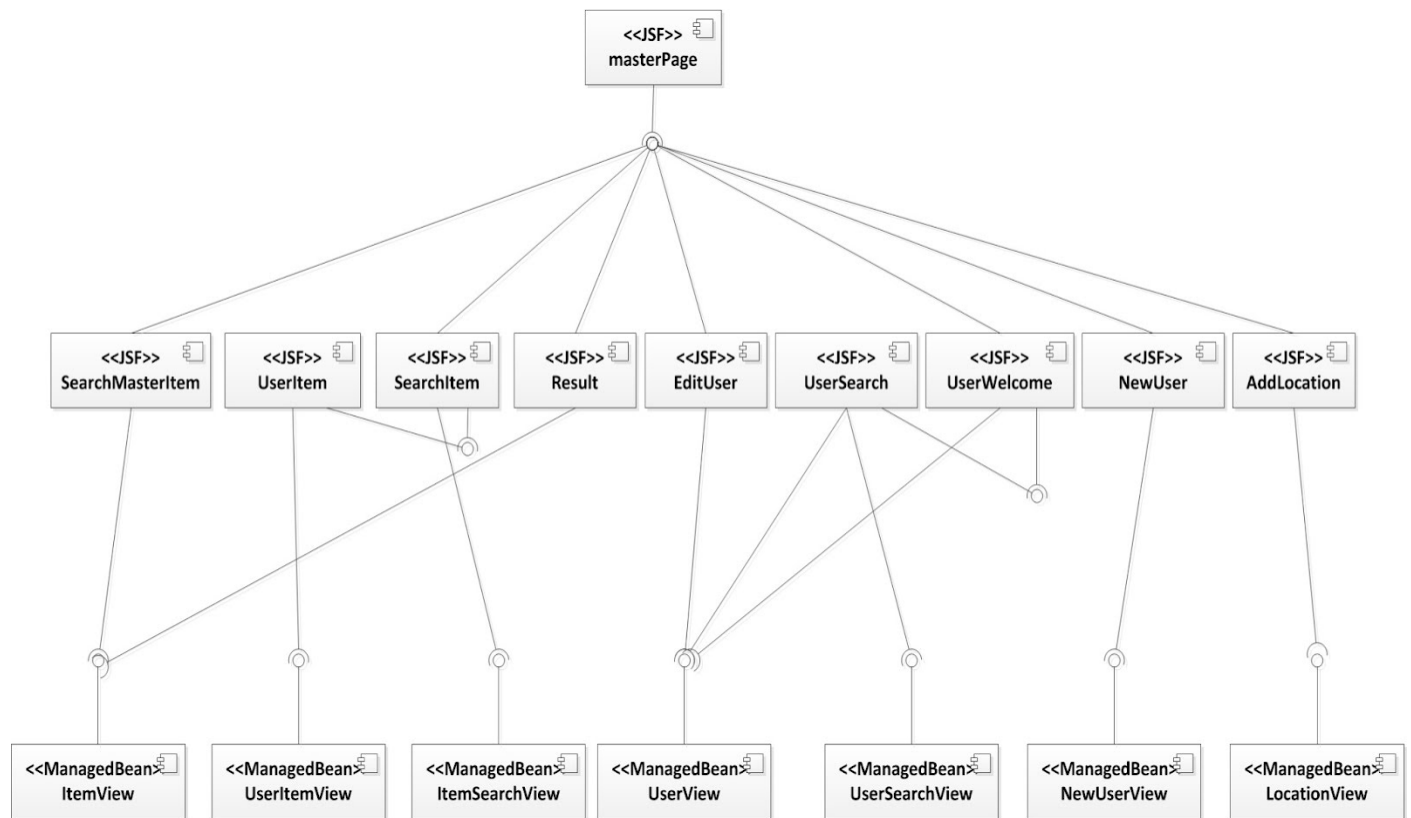 <<JSF>>
masterPage
<<JSF>>
SearchMasterItem
<<JSF>>
UserItem
<<JSF>>
SearchItem
<<JSF>>
Result
<<JSF>>
EditUser
<<JSF>>
UserSearch
<<JSF>>
UserWelcome
<<JSF>>
NewUser
<<JSF>>
AddLocation
<<ManagedBean>
ItemView
<<ManagedBean>
UserItemView
<<ManagedBean>
ItemSearchView
<<ManagedBean>
UserView
<<ManagedBean>
UserSearchView
<<ManagedBean>
NewUserView
<<ManagedBean>
LocationView